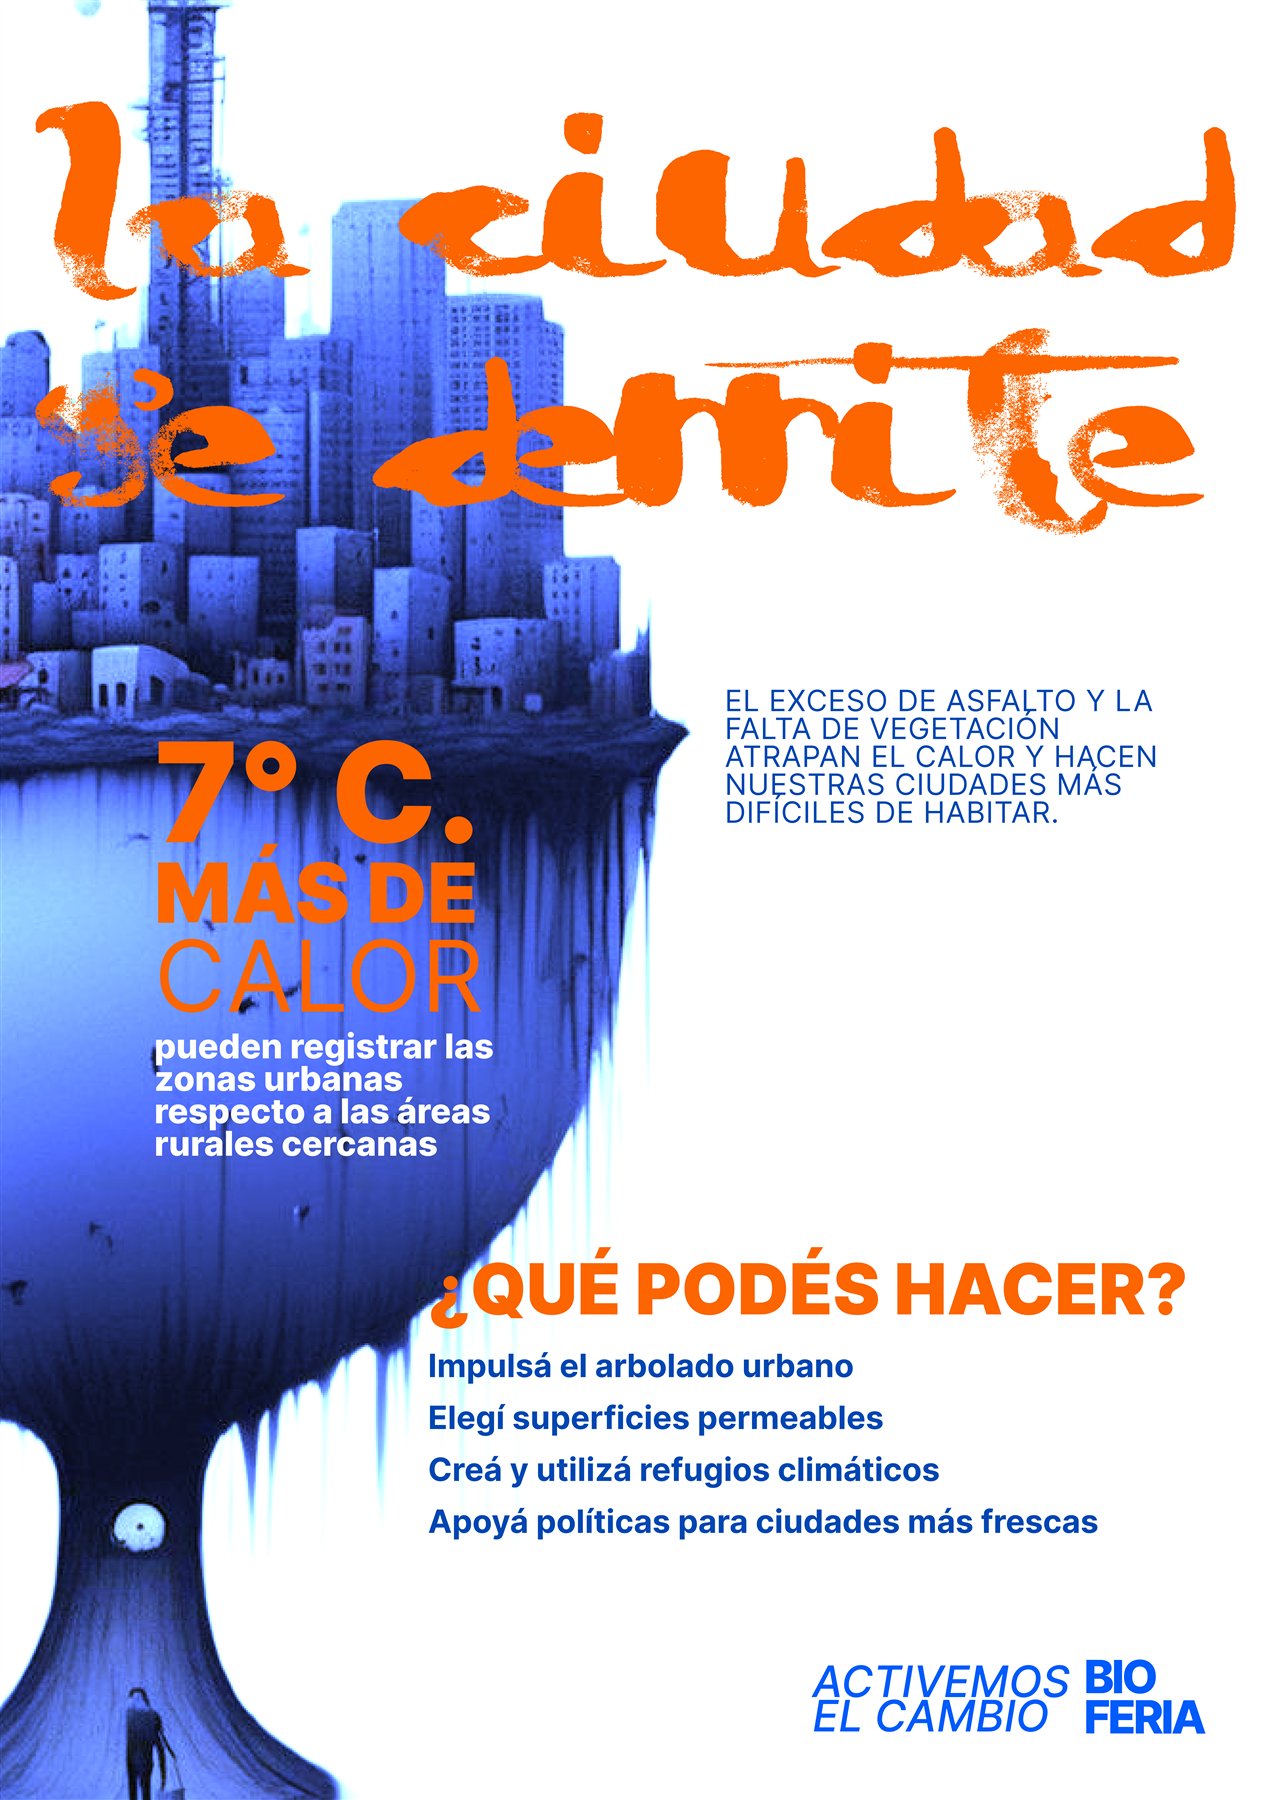 la ciudad
se derrite
EL EXCESO DE ASFALTO Y LA
FALTA DE VEGETACIÓN
ATRAPAN EL CALOR Y HACEN
NUESTRAS CIUDADES MÁS
DIFÍCILES DE HABITAR.
7° C.
MÁS DE
CALOR
pueden registrar las
zonas urbanas
respecto a las áreas
rurales cercanas
¿QUÉ PODÉS HACER?
Impulsá el arbolado urbano
Elegí superficies permeables
Creá y utilizá refugios climáticos
Apoyá políticas para ciudades más frescas
ACTIVEMOS
EL CAMBIO
BIO
FERIA